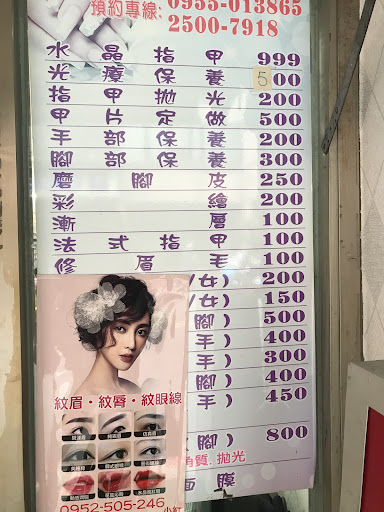 預約專線: 0955-013865
2500-7918
水晶指甲 999
光療保養 500
指甲拋光 200
甲片定做 500
手部保養 200
腳部保養 300
磨腳皮 250
彩繪 200
漸層 100
法式指甲 100
修眉毛 100
/女) 200
/女) 150
腳) 500
手) 400
手) 300
腳) 400
手) 450
腳) 800
角質. 拋光
面膜
紋眉・紋唇・紋眼線
0952-505-246
小紅